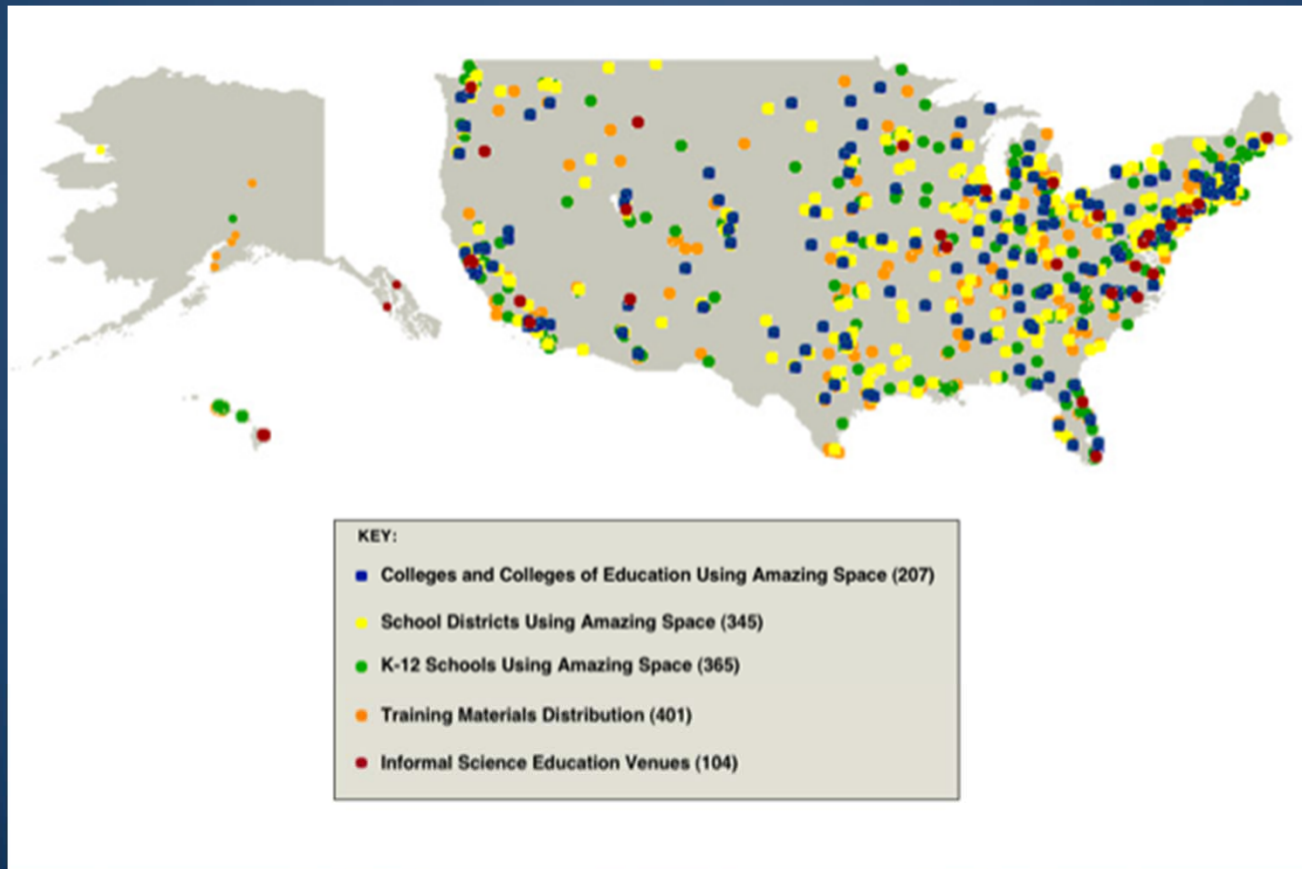 KEY:
Colleges and Colleges of Education Using Amazing Space (207)
School Districts Using Amazing Space (345)
K-12 Schools Using Amazing Space (365)
Training Materials Distribution (401)
Informal Science Education Venues (104)